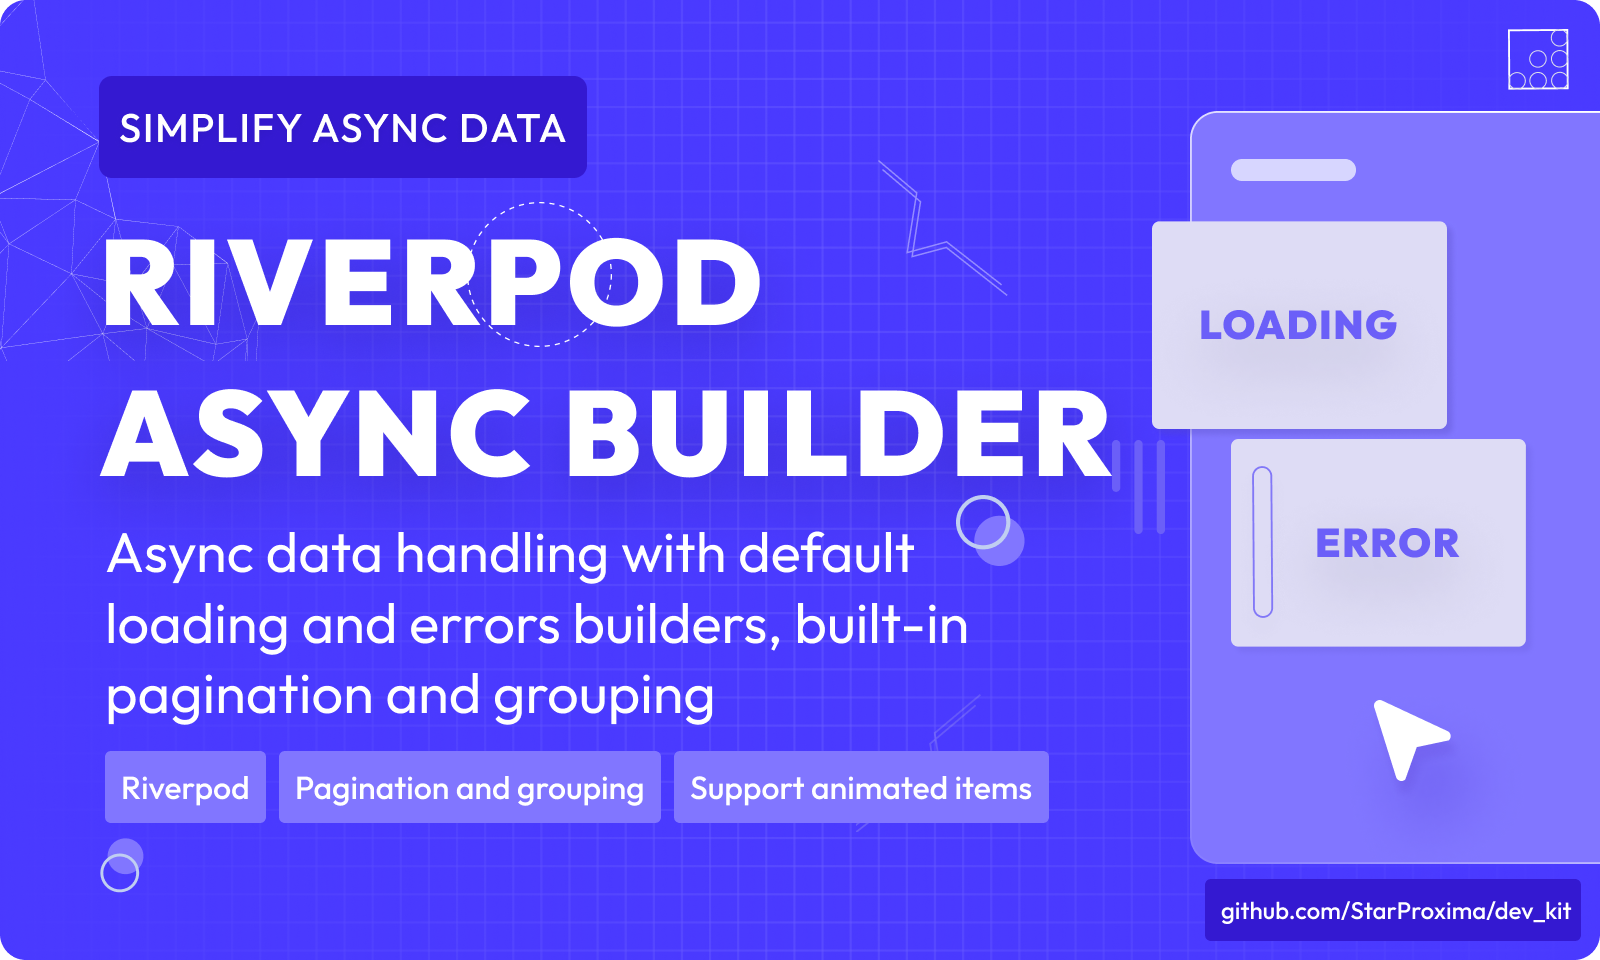 SIMPLIFY ASYNC DATA
RIVERPOD
ASYNC BUILDER
Async data handling with default
loading and errors builders, built-in
pagination and grouping
Riverpod
Pagination and grouping
Support animated items
LOADING
ERROR
github.com/StarProxima/dev_kit